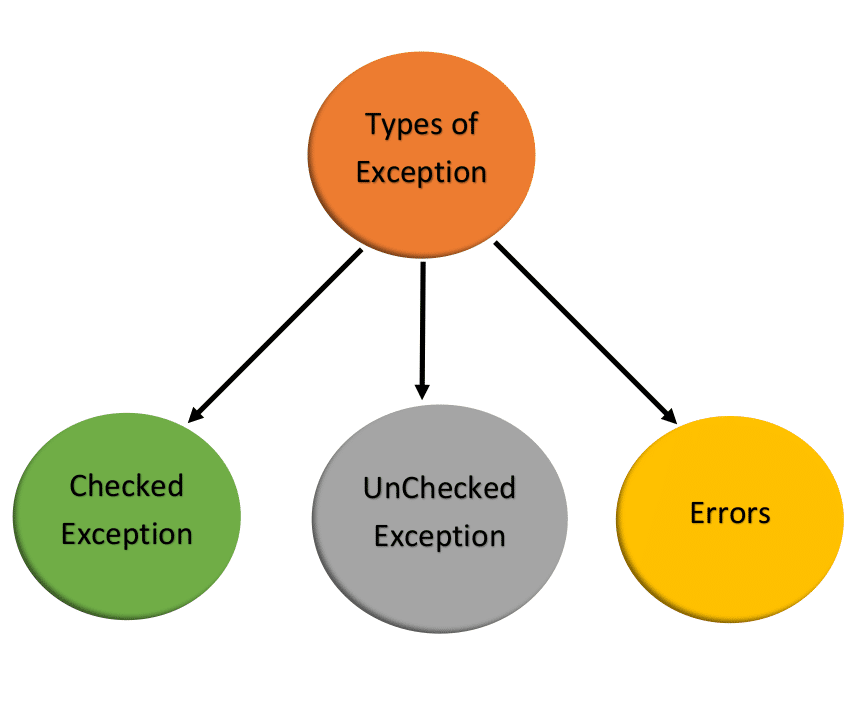 Types of
Exception
Checked
Exception
UnChecked
Exception
Errors